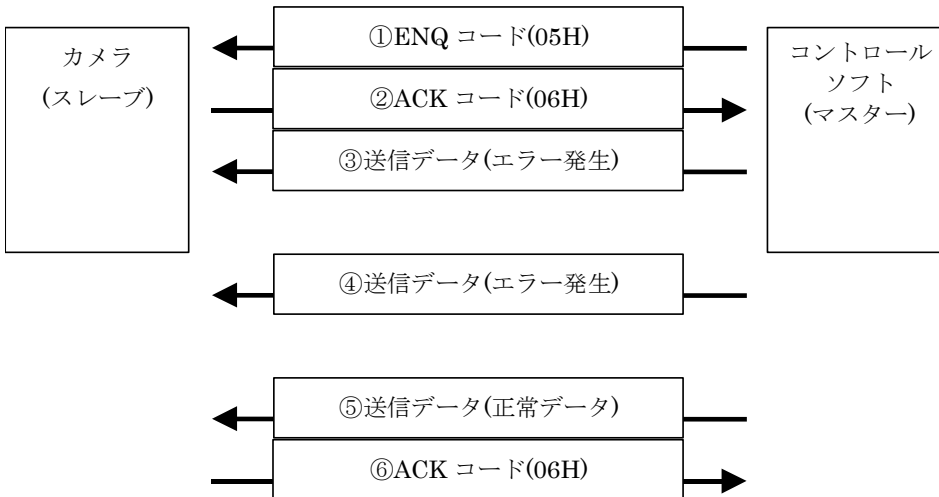 カメラ
(スレーブ)
①ENQ コード(05H)
②ACK コード(06H)
③送信データ(エラー発生)
④送信データ(エラー発生)
⑤送信データ(正常データ)
⑥ACK コード(06H)
コントロール
ソフト
(マスター)